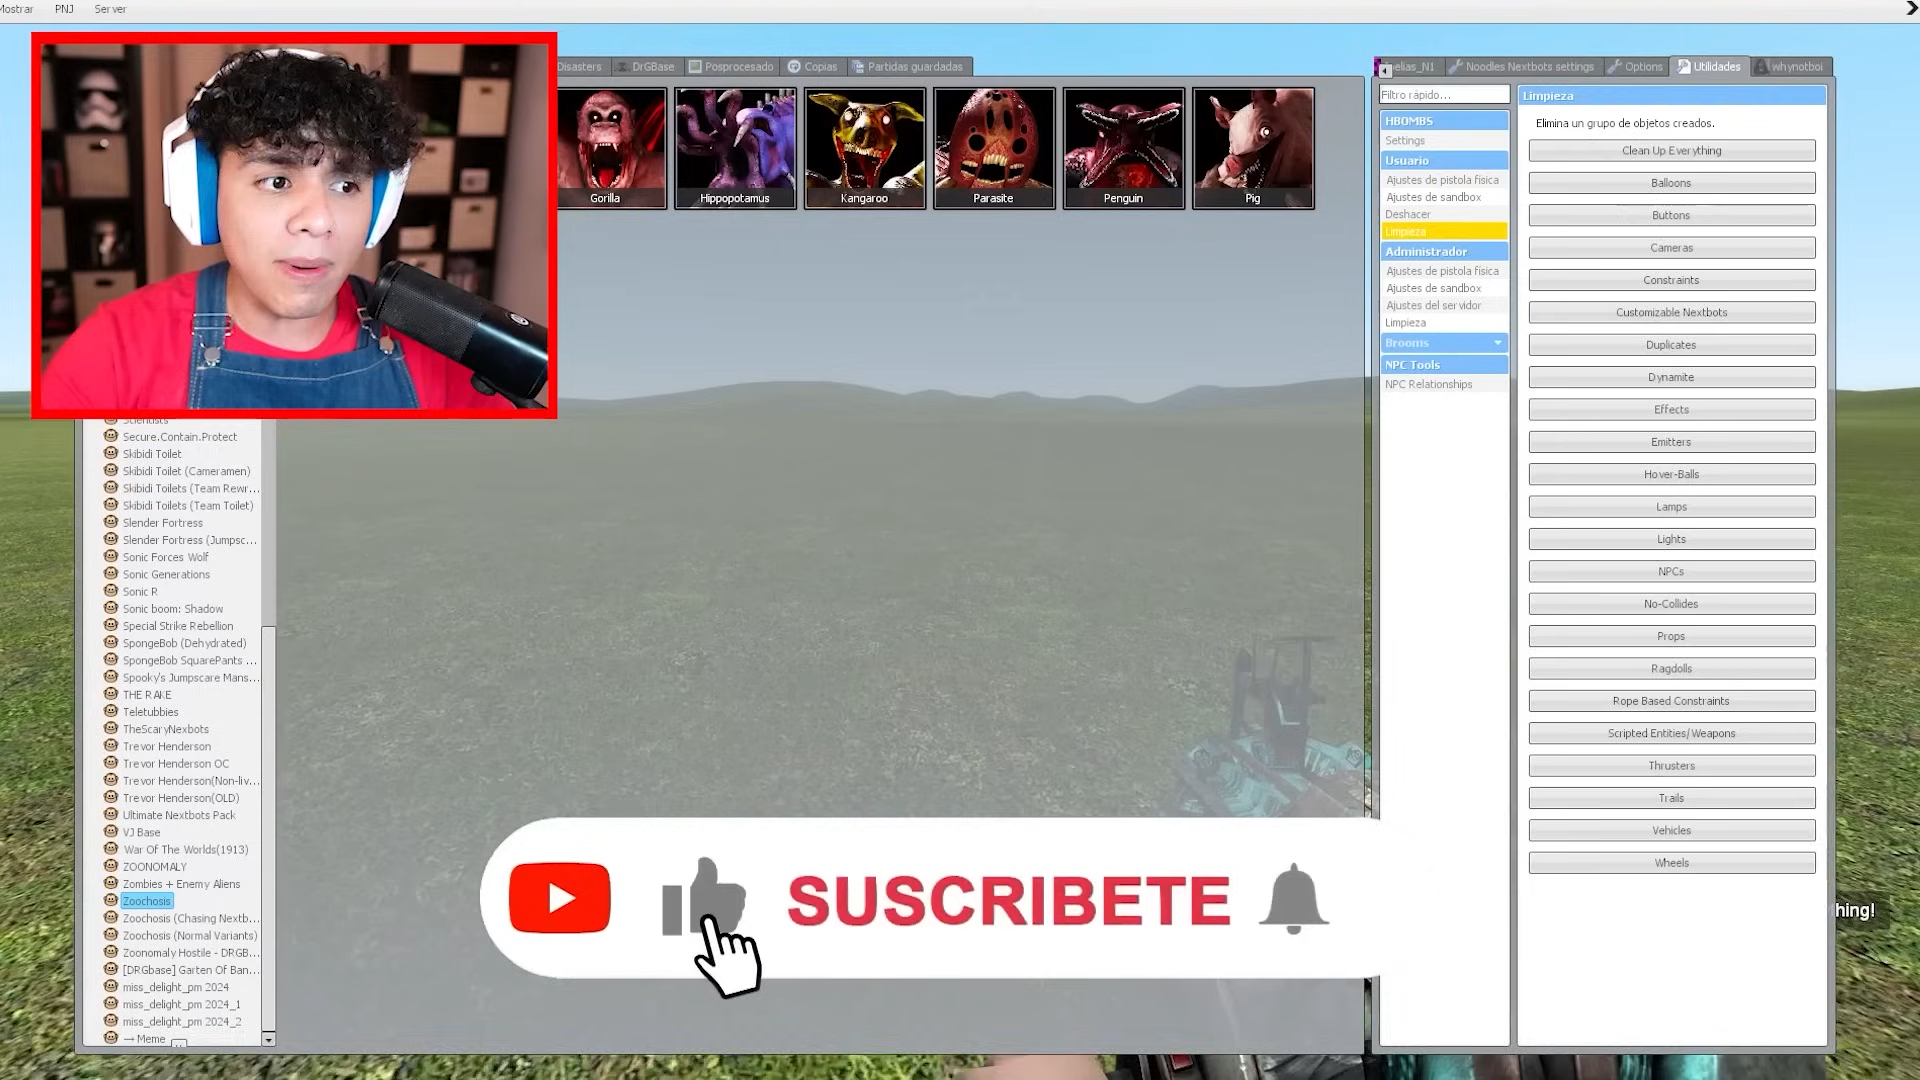 Mostrar PNJ Server
Disasters DrGBase Posprocesado Copias Partidas guardadas
Gorilla Hippopotamus Kangaroo Parasite Penguin Pig
Scientists
Secure.Contain.Protect
Skibidi Toilet
Skibidi Toilet (Cameramen)
Skibidi Toilets (Team Rewr...
Skibidi Toilets (Team Toilet)
Slender Fortress
Slender Fortress (Jumpsc...
Sonic Forces Wolf
Sonic Generations
Sonic R
Sonic boom: Shadow
Special Strike Rebellion
SpongeBob (Dehydrated)
SpongeBob SquarePants ...
Spooky's Jumpscare Mans...
THE RAKE
Teletubbies
TheScaryNexbots
Trevor Henderson
Trevor Henderson OC
Trevor Henderson(Non-liv...
Trevor Henderson(OLD)
Ultimate Nextbots Pack
VJ Base
War Of The Worlds(1913)
ZOONOMALY
Zombies + Enemy Aliens
Zoochosis
Zoochosis (Chasing Nextb...
Zoochosis (Normal Variants)
Zoonomaly Hostile - DRGB...
[DRGbase] Garten Of Ban...
miss_delight_pm 2024
miss_delight_pm 2024_1
miss_delight_pm 2024_2
→ Meme
SUSCRIBETE
elias_N1 Noodles Nextbots settings Options Utilidades whynotboi
Filtro rápido...
HBOMBS
Settings
Usuario
Ajustes de pistola física
Ajustes de sandbox
Deshacer
Limpieza
Administrador
Ajustes de pistola física
Ajustes de sandbox
Ajustes del servidor
Limpieza
Brooms
NPC Tools
NPC Relationships
Limpieza
Elimina un grupo de objetos creados.
Clean Up Everything
Balloons
Buttons
Cameras
Constraints
Customizable Nextbots
Duplicates
Dynamite
Effects
Emitters
Hover-Balls
Lamps
Lights
NPCs
No-Collides
Props
Ragdolls
Rope Based Constraints
Scripted Entities/Weapons
Thrusters
Trails
Vehicles
Wheels
hing!